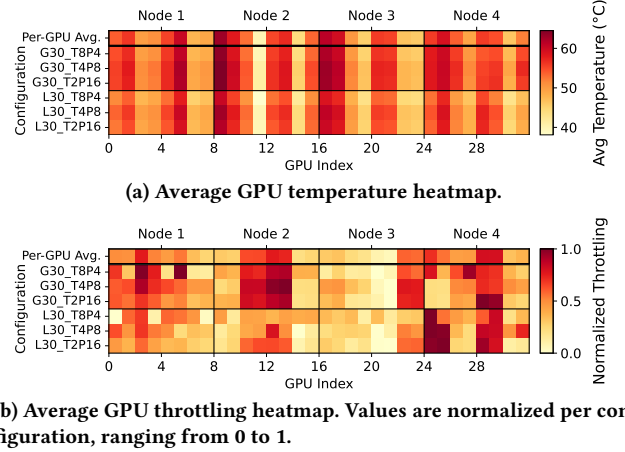 Node 1 Node 2 Node 3 Node 4
Per-GPU Avg.
G30_T8P4
G30_T4P8
G30_T2P16
L30_T8P4
L30_T4P8
L30_T2P16
Configuration
0 4 8 12 16 20 24 28
GPU Index
60
50
40
Avg Temperature (°C)
(a) Average GPU temperature heatmap.
Node 1 Node 2 Node 3 Node 4
Per-GPU Avg.
G30_T8P4
G30_T4P8
G30_T2P16
L30_T8P4
L30_T4P8
L30_T2P16
Configuration
0 4 8 12 16 20 24 28
GPU Index
1.0
0.5
0.0
Normalized Throttling
b) Average GPU throttling heatmap. Values are normalized per con
figuration, ranging from 0 to 1.